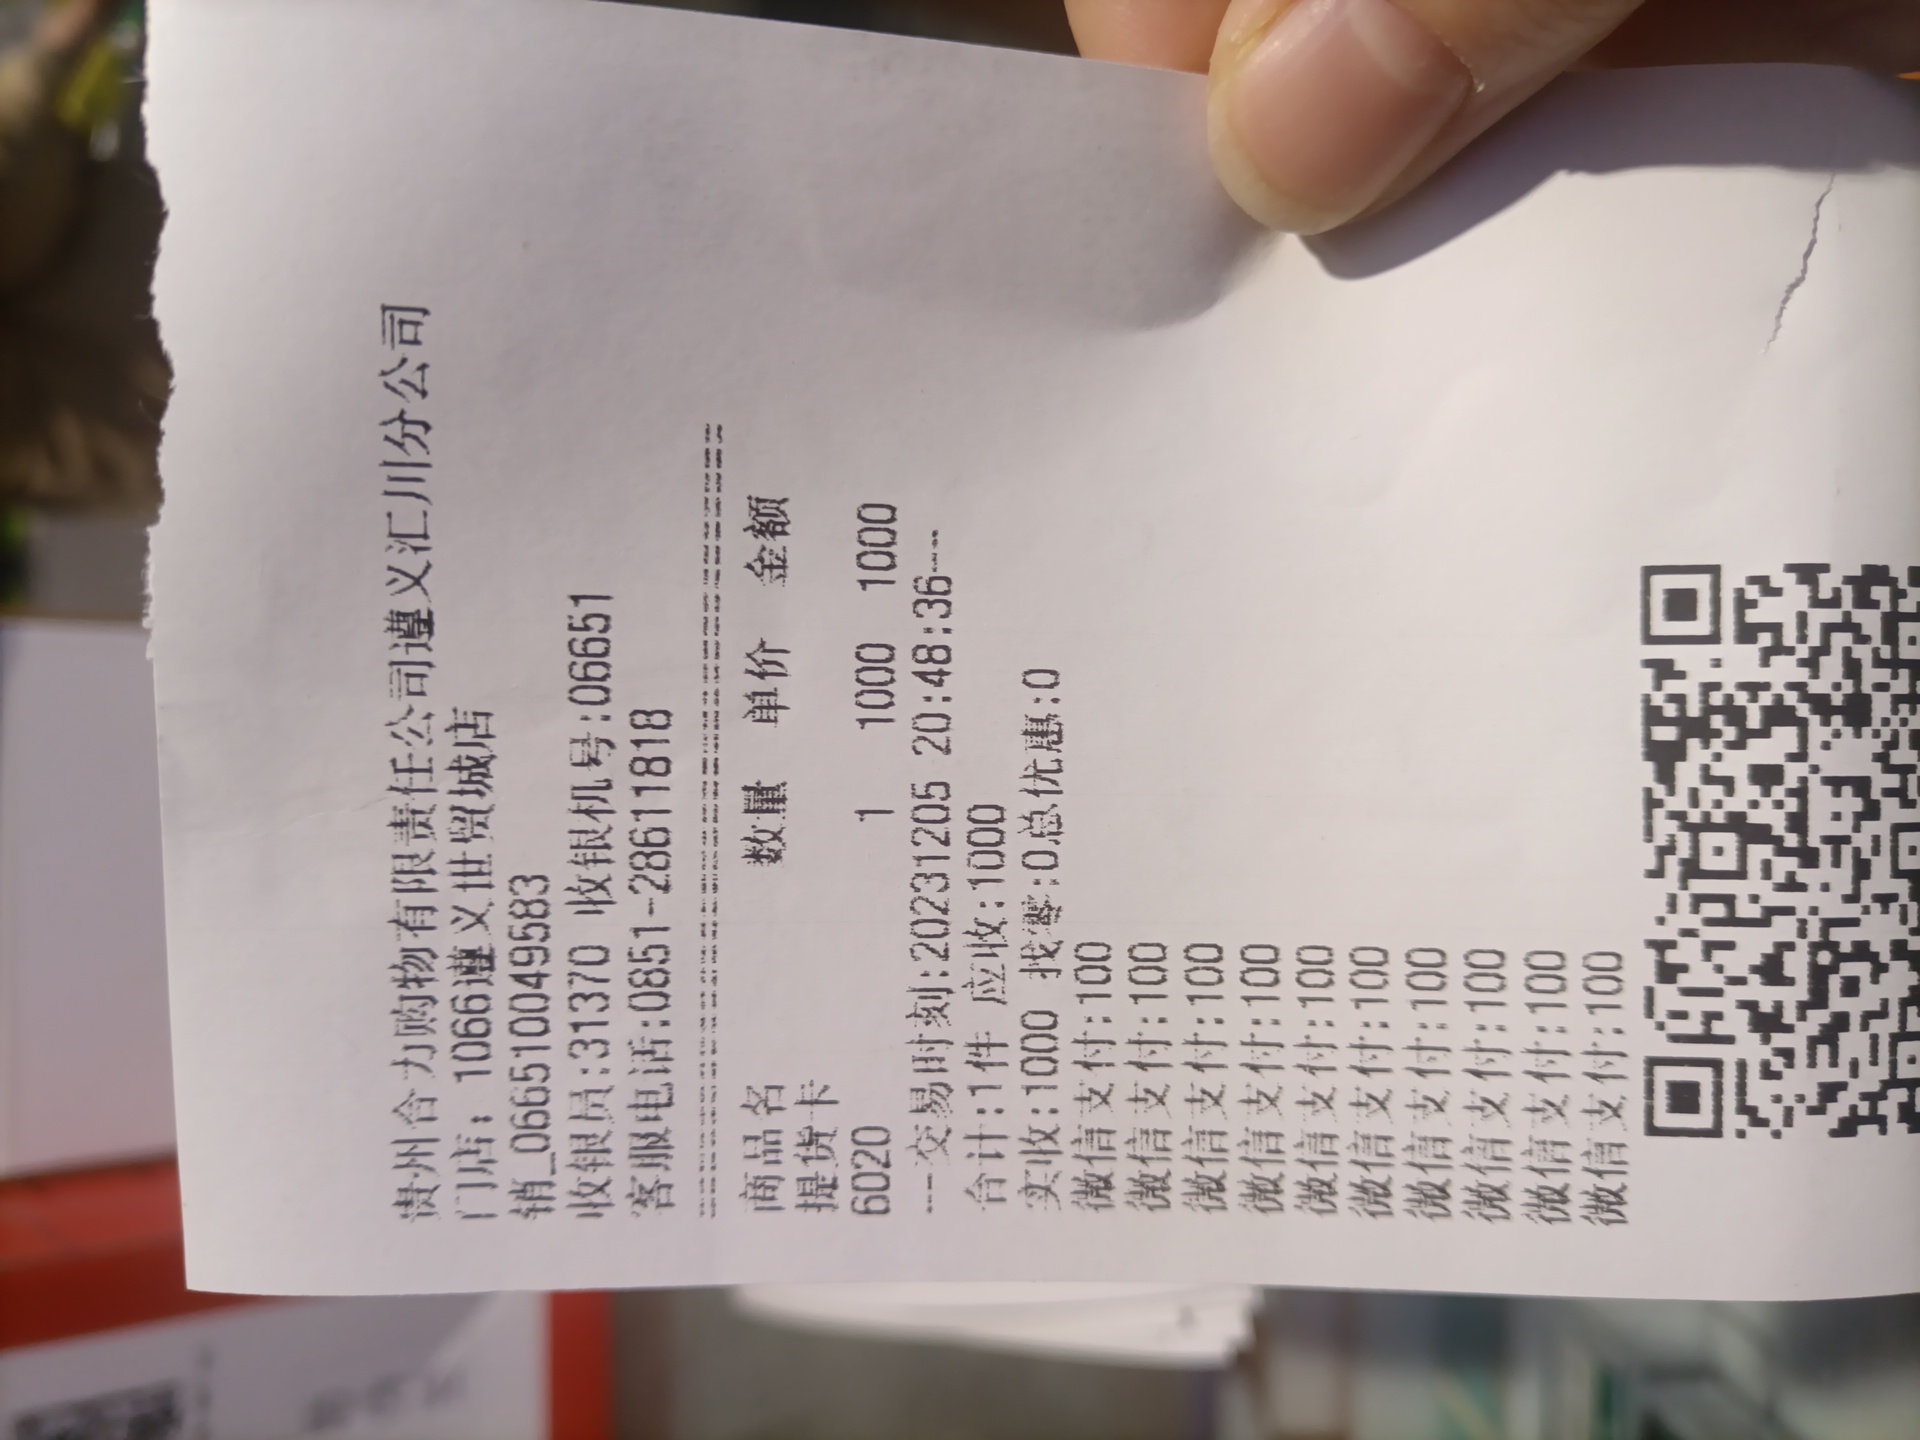 贵州合力购物有限责任公司遵义汇川分公司
门店: 1066遵义世贸城店
销_066510049583
收银员:31370 收银机号:06651
客服电话:0851-28611818
商品名 数量 单价 金额
提货卡
6020 1 1000 1000
---交易时刻:20231205 20:48:36---
合计:1件 应收:1000
实收:1000 找零:0总优惠:0
微信支付:100
微信支付:100
微信支付:100
微信支付:100
微信支付:100
微信支付:100
微信支付:100
微信支付:100
微信支付:100
微信支付:100